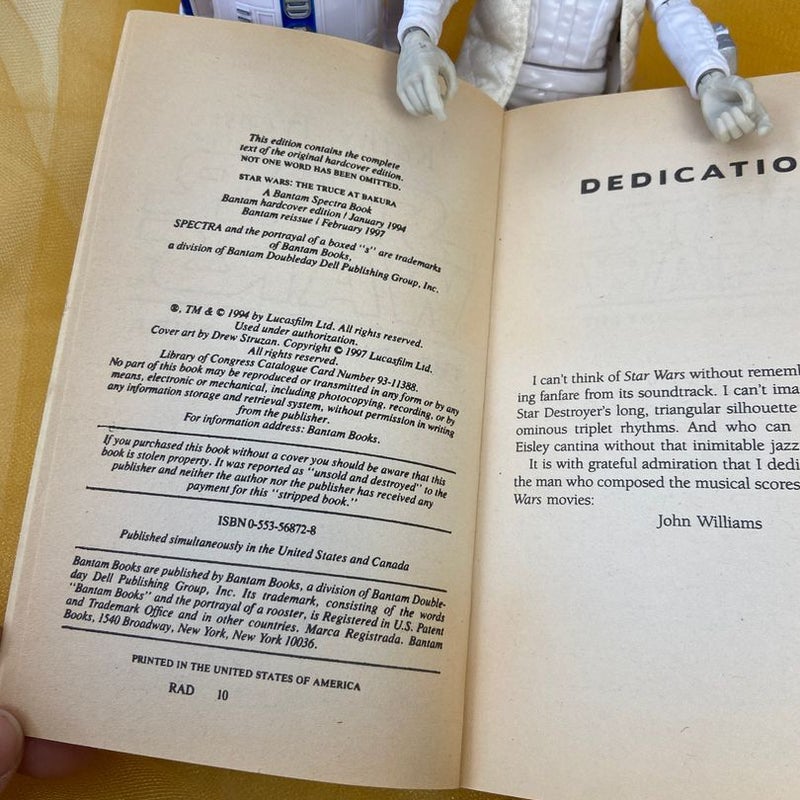 This edition contains the complete
text of the original hardcover edition.
NOT ONE WORD HAS BEEN OMITTED.
STAR WARS: THE TRUCE AT BAKURA
A Bantam Spectra Book
Bantam hardcover edition / January 1994
Bantam reissue / February 1997
SPECTRA and the portrayal of a boxed "s" are trademarks
of Bantam Books,
a division of Bantam Doubleday Dell Publishing Group, Inc.
®, TM & © 1994 by Lucasfilm Ltd. All rights reserved.
Used under authorization.
Cover art by Drew Struzan. Copyright © 1997 Lucasfilm Ltd.
All rights reserved.
Library of Congress Catalogue Card Number 93-11388.
No part of this book may be reproduced or transmitted in any form or by any
means, electronic or mechanical, including photocopying, recording, or by
any information storage and retrieval system, without permission in writing
from the publisher.
For information address: Bantam Books.
If you purchased this book without a cover you should be aware that this
book is stolen property. It was reported as "unsold and destroyed" to the
publisher and neither the author nor the publisher has received any
payment for this "stripped book."
ISBN 0-553-56872-8
Published simultaneously in the United States and Canada
Bantam Books are published by Bantam Books, a division of Bantam Double-
day Dell Publishing Group, Inc. Its trademark, consisting of the words
"Bantam Books" and the portrayal of a rooster, is Registered in U.S. Patent
and Trademark Office and in other countries. Marca Registrada. Bantam
Books, 1540 Broadway, New York, New York 10036.
PRINTED IN THE UNITED STATES OF AMERICA
RAD 10
DEDICATIO
I can't think of Star Wars without rememb
ing fanfare from its soundtrack. I can't ima
Star Destroyer's long, triangular silhouette
ominous triplet rhythms. And who can
Eisley cantina without that inimitable jazz
It is with grateful admiration that I dedi
the man who composed the musical scores
Wars movies:
John Williams